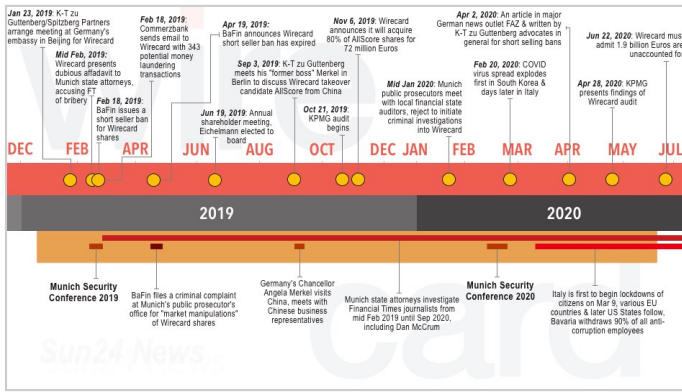 Jan 23, 2019: K-T zu
Guttenberg/Spitzberg Partners
arrange meeting at Germany's
embassy in Beijing for Wirecard
Mid Feb, 2019:
Wirecard presents
dubious affadavit to
Munich state attorneys,
accusing FT
of bribery
Feb 18, 2019:
BaFin issues a
short seller ban
for Wirecard
shares
Feb 18, 2019:
Commerzbank
sends email to
Wirecard with 343
potential money
laundering
transactions
Apr 19, 2019:
BaFin announces Wirecard
short seller ban has expired
Sep 3, 2019: K-T zu Guttenberg
meets his "former boss" Merkel in
Berlin to discuss Wirecard takeover
candidate AllScore from China
Jun 19, 2019: Annual
shareholder meeting,
Eichelmann elected to
board
Oct 21, 2019:
KPMG audit
begins
Nov 6, 2019: Wirecard
announces it will acquire
80% of AllScore shares for
72 million Euros
Mid Jan 2020: Munich
public prosecutors meet
with local financial state
auditors, reject to initiate
criminal investigations
into Wirecard
Apr 2, 2020: An article in major
German news outlet FAZ & written by
K-T zu Guttenberg advocates in
general for short selling bans
Feb 20, 2020: COVID
virus spread explodes
first in South Korea &
days later in Italy
Jun 22, 2020: Wirecard
must
admit 1.9 billion Euros are
unaccounted
Apr 28, 2020: KPMG
presents findings of
Wirecard audit
DEC FEB APR JUN AUG OCT DEC JAN FEB MAR APR MAY JUL
2019 2020
Munich Security
Conference 2019
BaFin files a criminal complaint
at Munich's public prosecutor's
office for "market manipulations"
of Wirecard shares
Germany's Chancellor
Angela Merkel visits
China, meets with
Chinese business
representatives
Munich state attorneys investigate
Financial Times journalists from
mid Feb 2019 until Sep 2020,
including Dan McCrum
Munich Security
Conference 2020
Italy is first to begin lockdowns of
citizens on Mar 9, various EU
countries & later US States follow,
Bavaria withdraws 90% of all anti-
corruption employees
Wire
card
Sun24 News